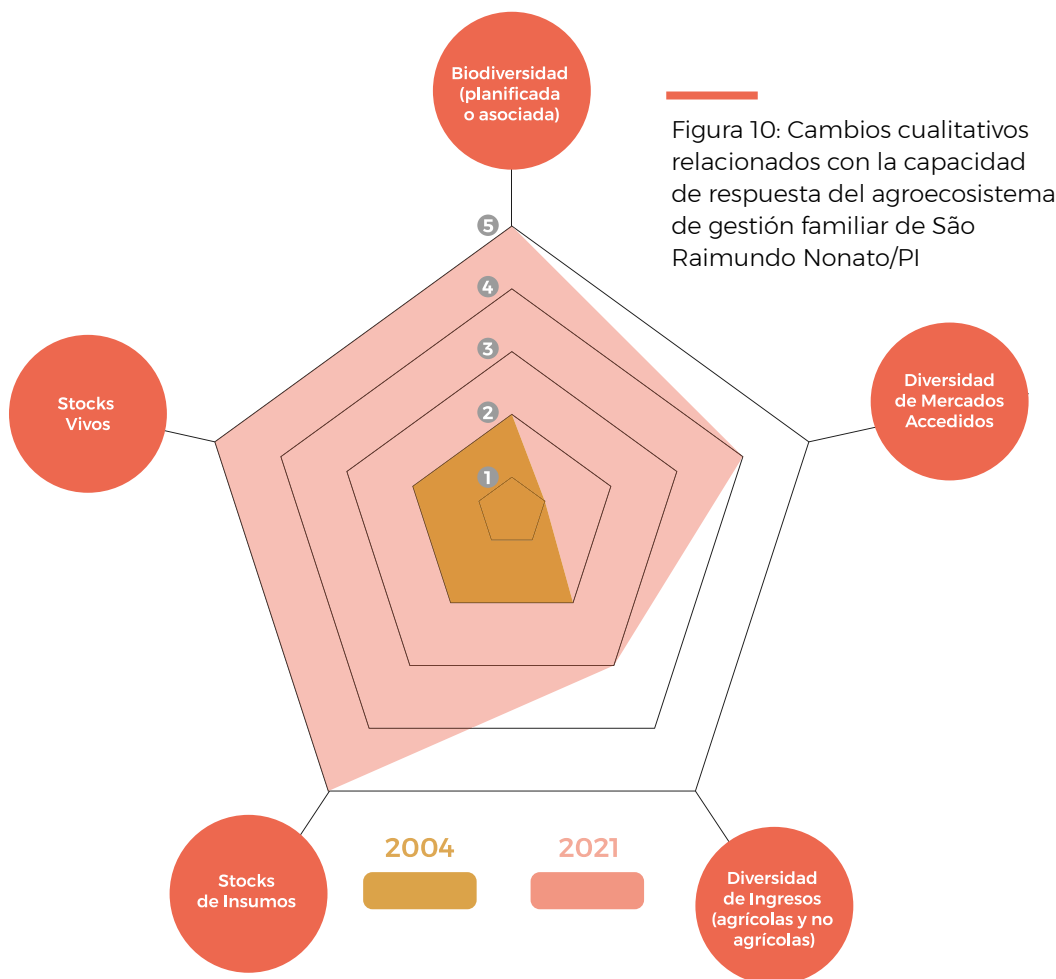 Biodiversidad
(planificada
o asociada)
Figura 10: Cambios cualitativos
relacionados con la capacidad
de respuesta del agroecosistema
de gestión familiar de São
Raimundo Nonato/PI
5
4
3
2
1
Stocks
Vivos
Diversidad
de Mercados
Accedidos
Stocks
de Insumos
2004
2021
Diversidad
de Ingresos
(agrícolas y no
agrícolas)